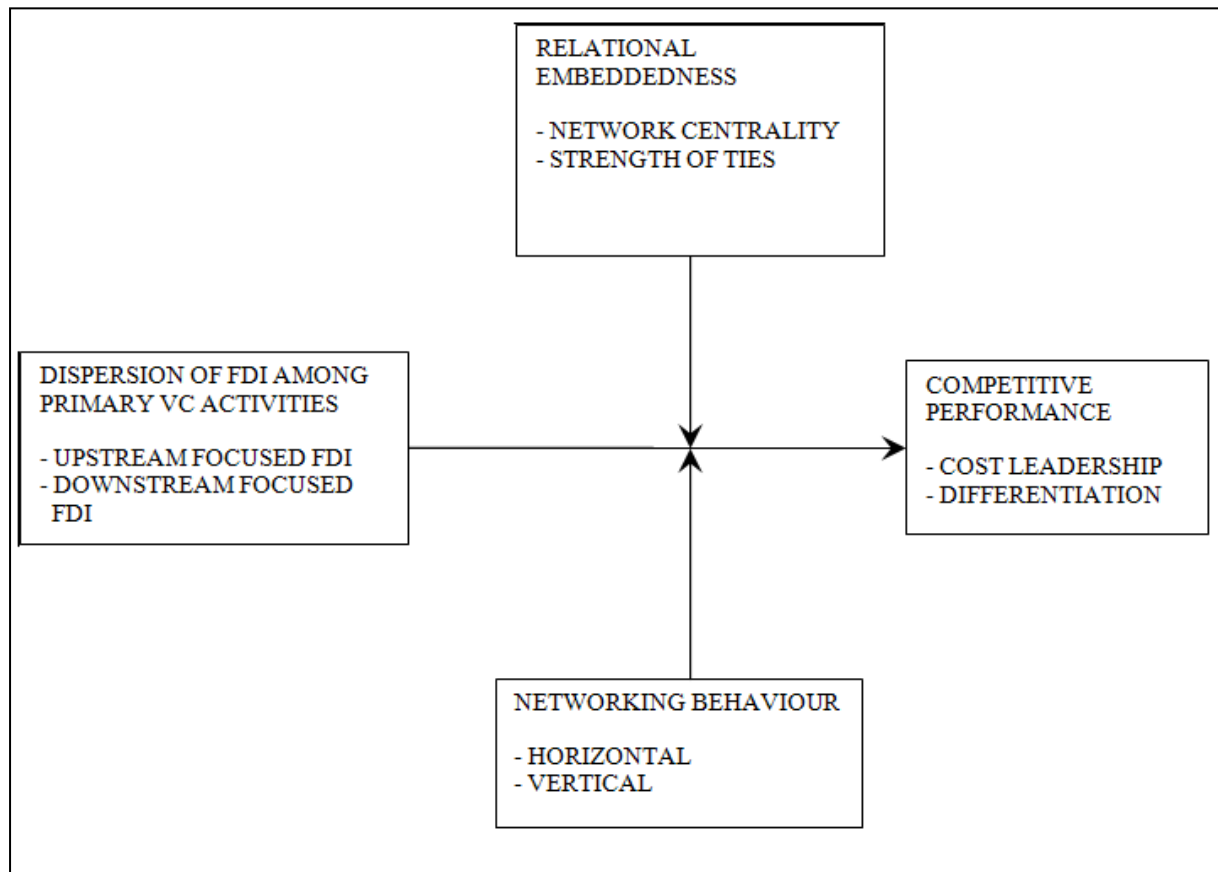 RELATIONAL
EMBEDDEDNESS
- NETWORK CENTRALITY
- STRENGTH OF TIES
DISPERSION OF FDI AMONG
PRIMARY VC ACTIVITIES
- UPSTREAM FOCUSED FDI
- DOWNSTREAM FOCUSED
FDI
COMPETITIVE
PERFORMANCE
- COST LEADERSHIP
- DIFFERENTIATION
NETWORKING BEHAVIOUR
- HORIZONTAL
- VERTICAL